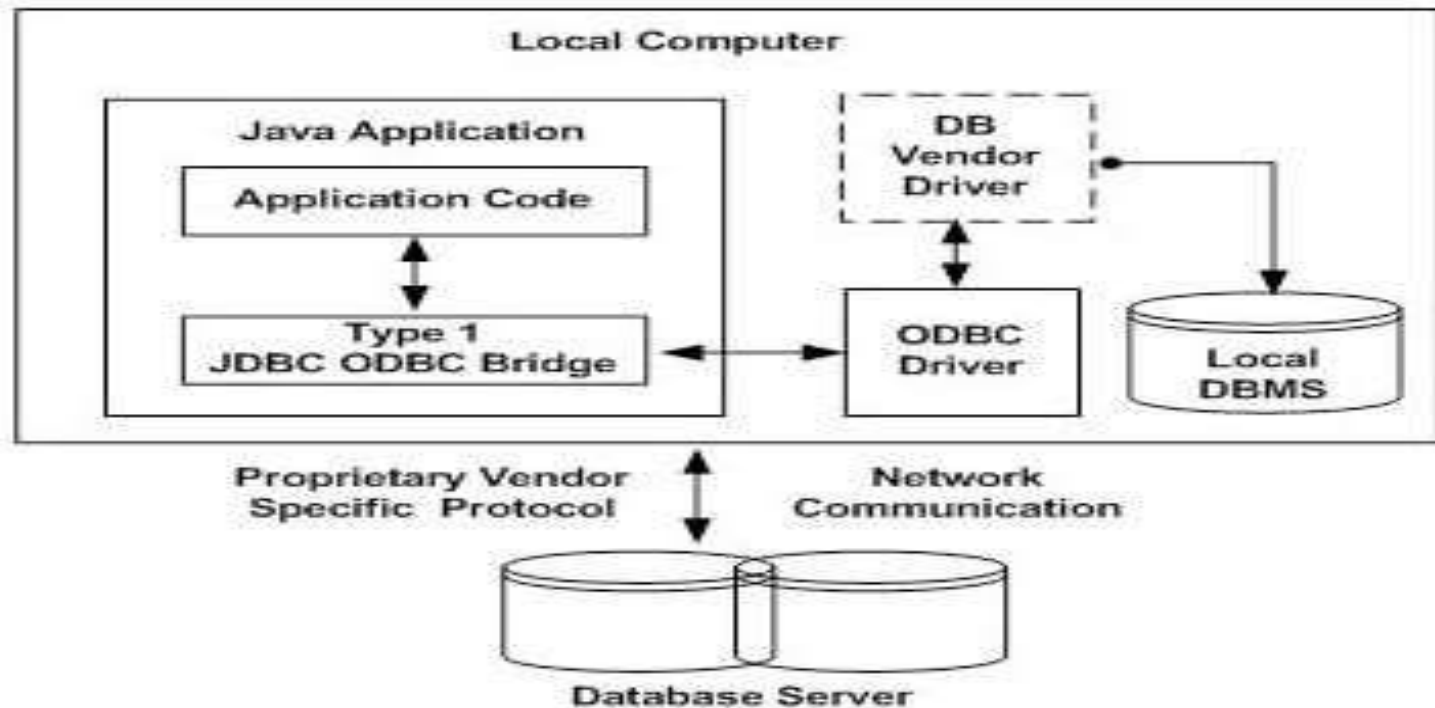 Local Computer
Java Application
Application Code
Type 1
JDBC ODBC Bridge
DB
Vendor
Driver
ODBC
Driver
Local
DBMS
Proprietary Vendor
Specific Protocol
Network
Communication
Database Server